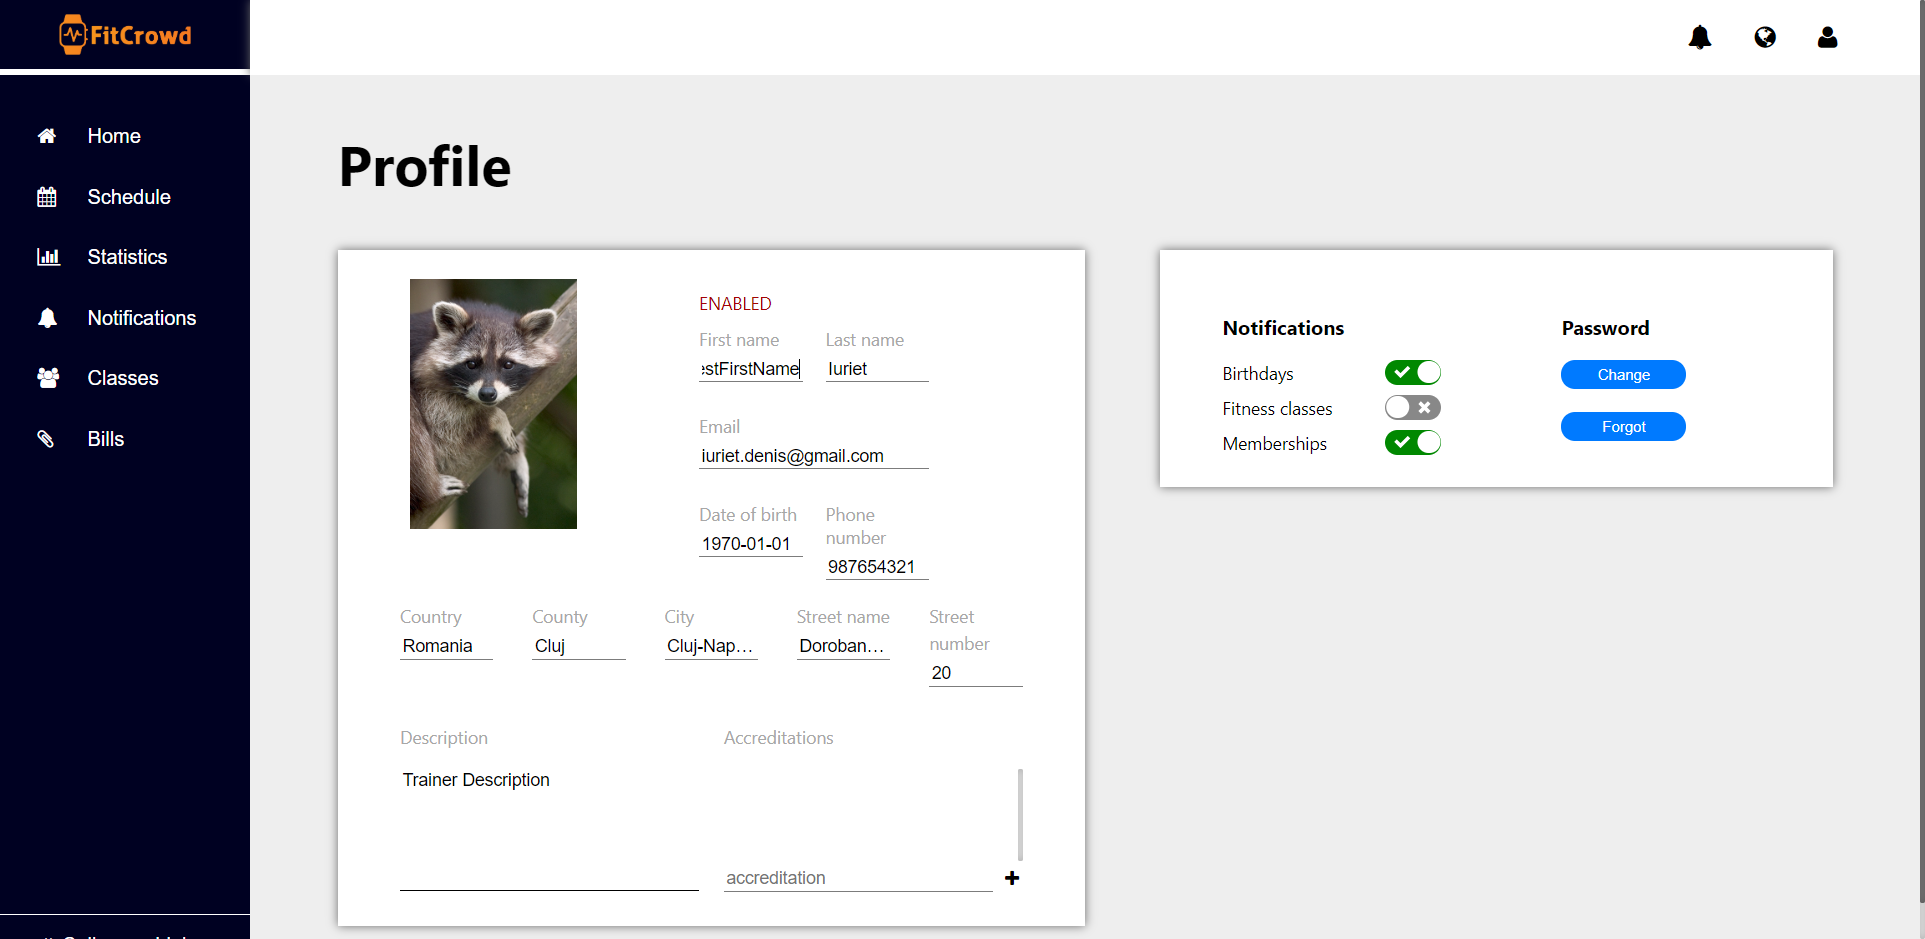 FitCrowd
Home
Schedule
Statistics
Notifications
Classes
Bills
Profile
ENABLED
First name
Last name
stFirstName
Iuriet
Email
iuriet.denis@gmail.com
Date of birth
Phone number
1970-01-01
987654321
Country
County
City
Street name
Street number
Romania
Cluj
Cluj-Nap...
Doroban...
20
Description
Accreditations
Trainer Description
accreditation
Notifications
Password
Birthdays
Change
Fitness classes
Forgot
Memberships